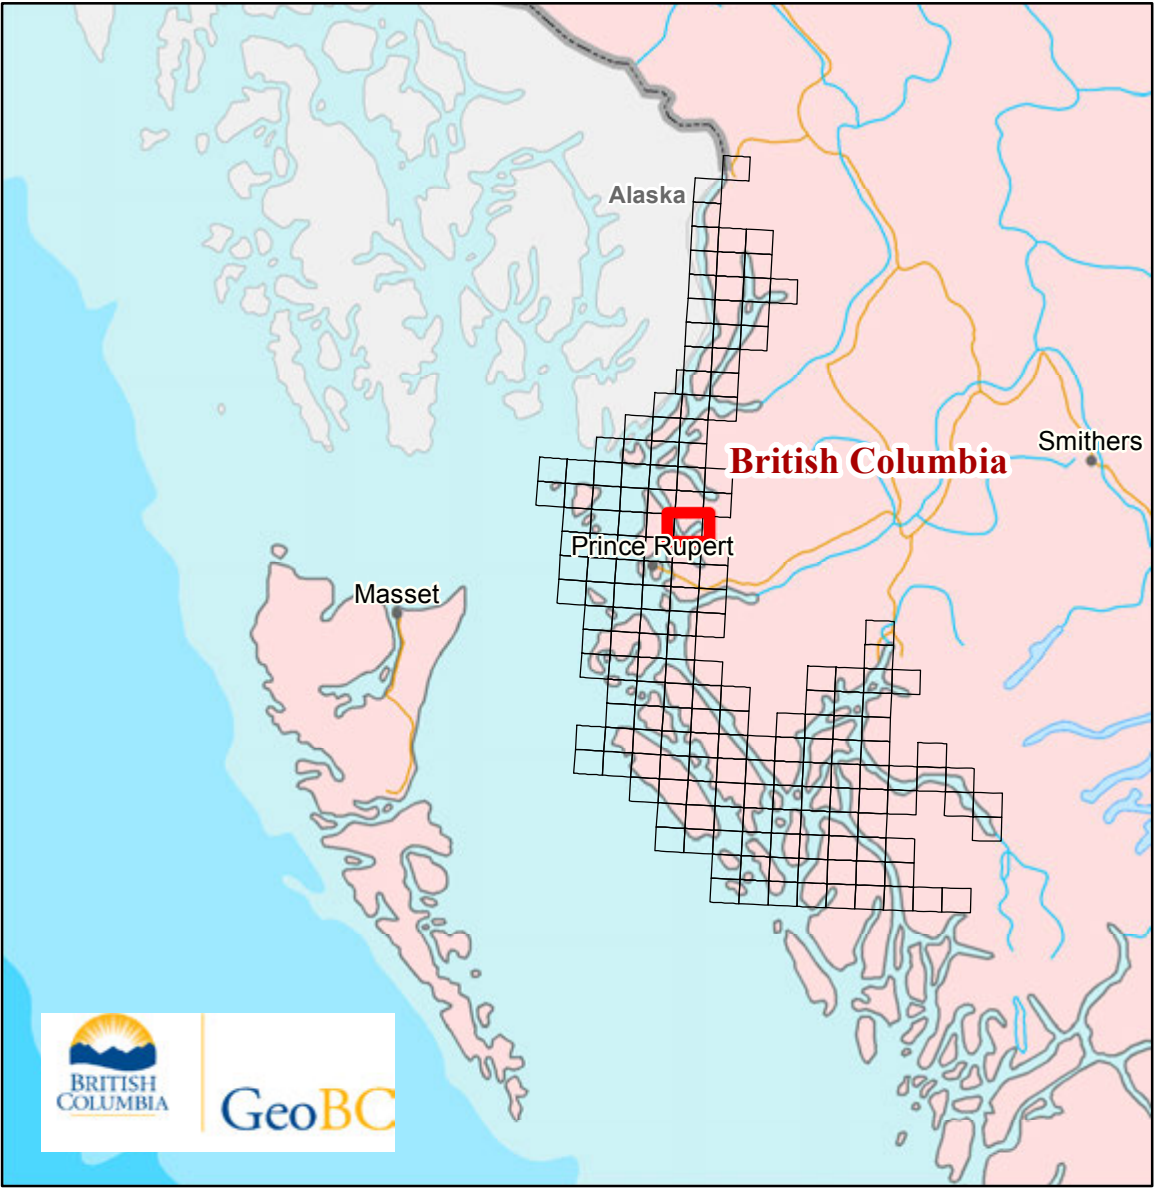 Alaska
Smithers
British Columbia
Prince Rupert
Masset
BRITISH
COLUMBIA
GeoBC